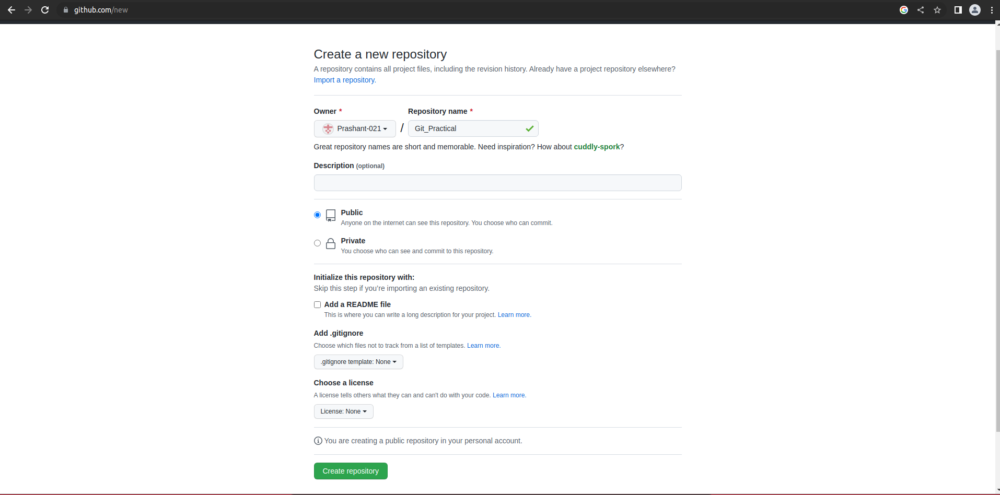 github.com/new
Create a new repository
A repository contains all project files, including the revision history. Already have a project repository elsewhere?
Import a repository.
Owner * Repository name *
Prashant-021 / Git_Practical
Great repository names are short and memorable. Need inspiration? How about cuddly-spork?
Description (optional)
Public
Anyone on the internet can see this repository. You choose who can commit.
Private
You choose who can see and commit to this repository.
Initialize this repository with:
Skip this step if you’re importing an existing repository.
Add a README file
This is where you can write a long description for your project. Learn more.
Add .gitignore
Choose which files not to track from a list of templates. Learn more.
.gitignore template: None
Choose a license
A license tells others what they can and can't do with your code. Learn more.
License: None
You are creating a public repository in your personal account.
Create repository